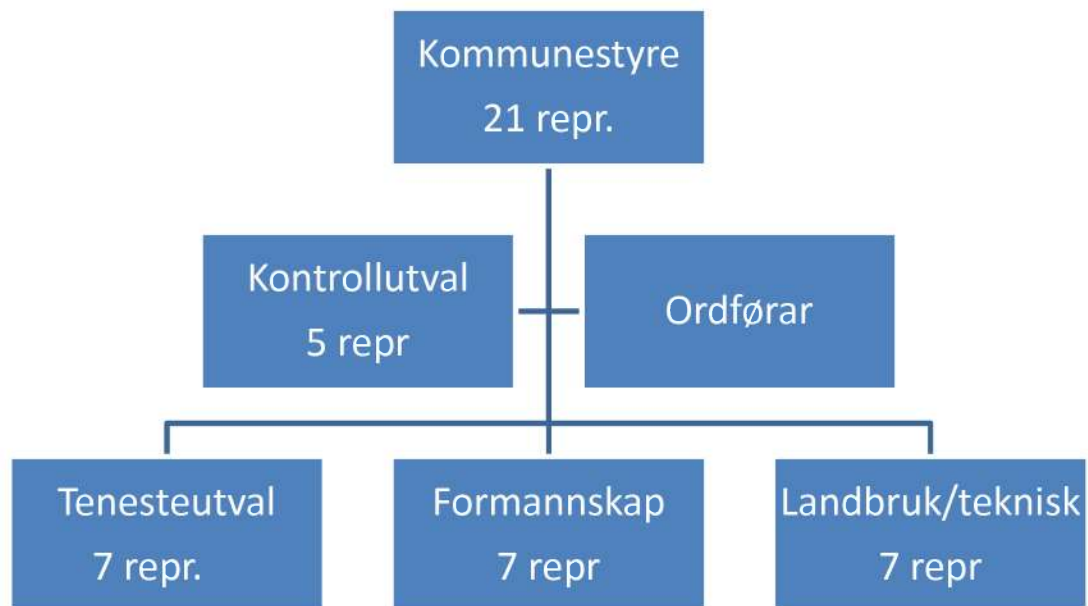 Kommunestyre
21 repr.
Kontrollutval
5 repr
Ordførar
Tenesteutval
7 repr.
Formannskap
7 repr
Landbruk/teknisk
7 repr